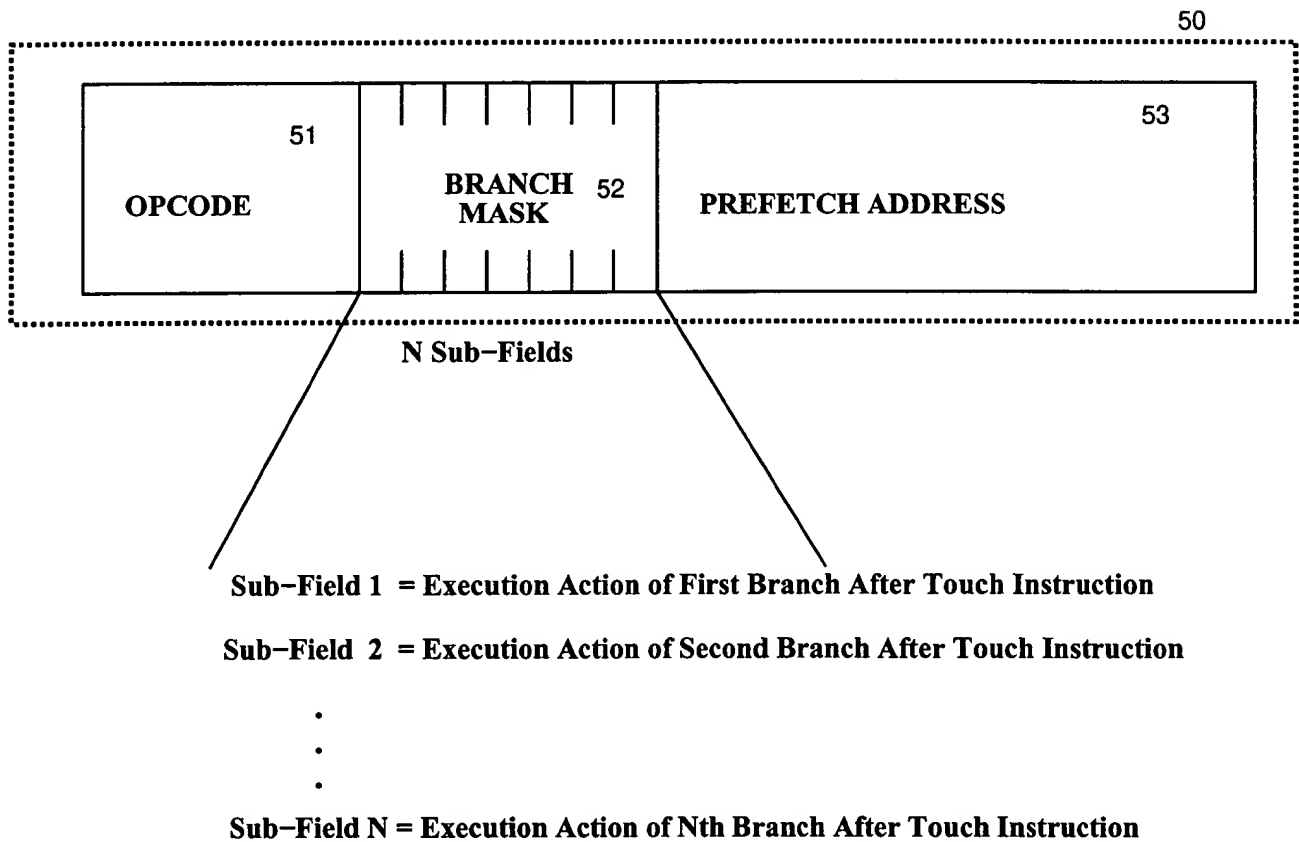 50
51
53
BRANCH 52
MASK
OPCODE
PREFETCH ADDRESS
N Sub−Fields
Sub−Field 1 = Execution Action of First Branch After Touch Instruction
Sub−Field 2 = Execution Action of Second Branch After Touch Instruction
.
.
.
Sub−Field N = Execution Action of Nth Branch After Touch Instruction